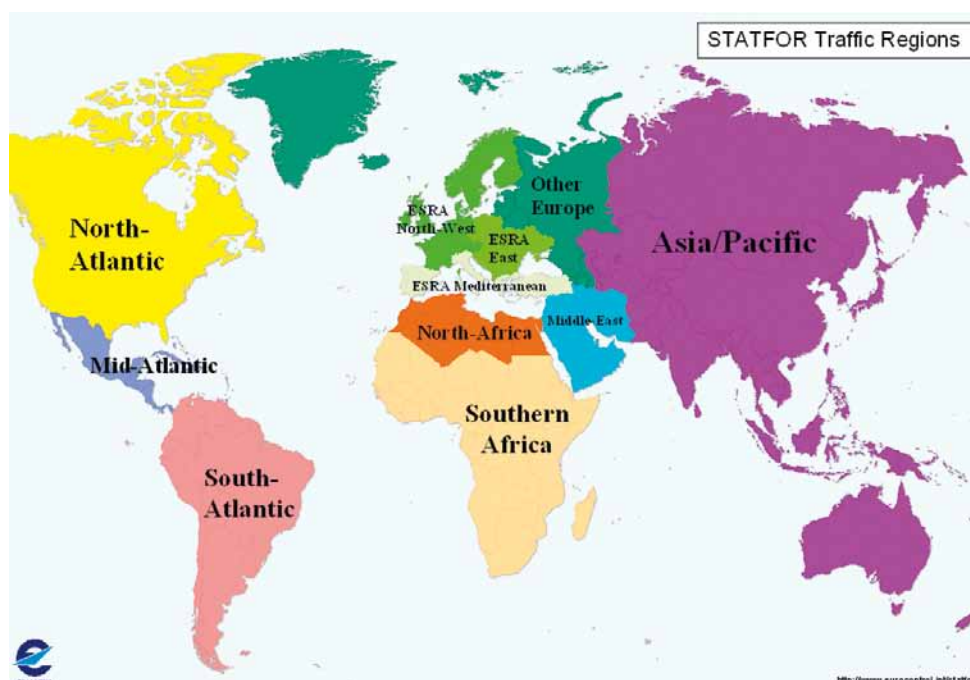 STATFOR Traffic Regions
Other
Europe
ESRA
North-West
North-
Atlantic
ESRA
East
Asia/Pacific
ESRA Mediterranean
Middle-East
North-Africa
Mid-Atlantic
Southern
Africa
South-
Atlantic